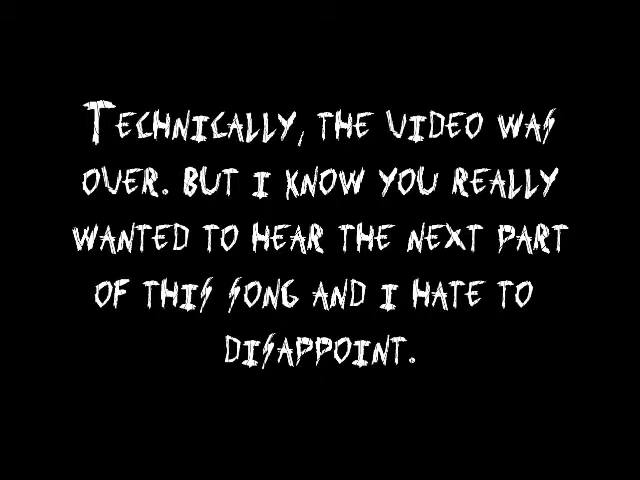 Technically, the video was
over. but i know you really
wanted to hear the next part
of this song and i hate to
disappoint.